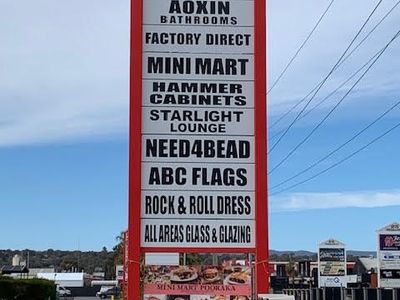 AOXIN
BATHROOMS
FACTORY DIRECT
MINI MART
HAMMER
CABINETS
STARLIGHT
LOUNGE
NEED4BEAD
ABC FLAGS
ROCK & ROLL DRESS
ALL AREAS GLASS & GLAZING
MINI MART POORAKA